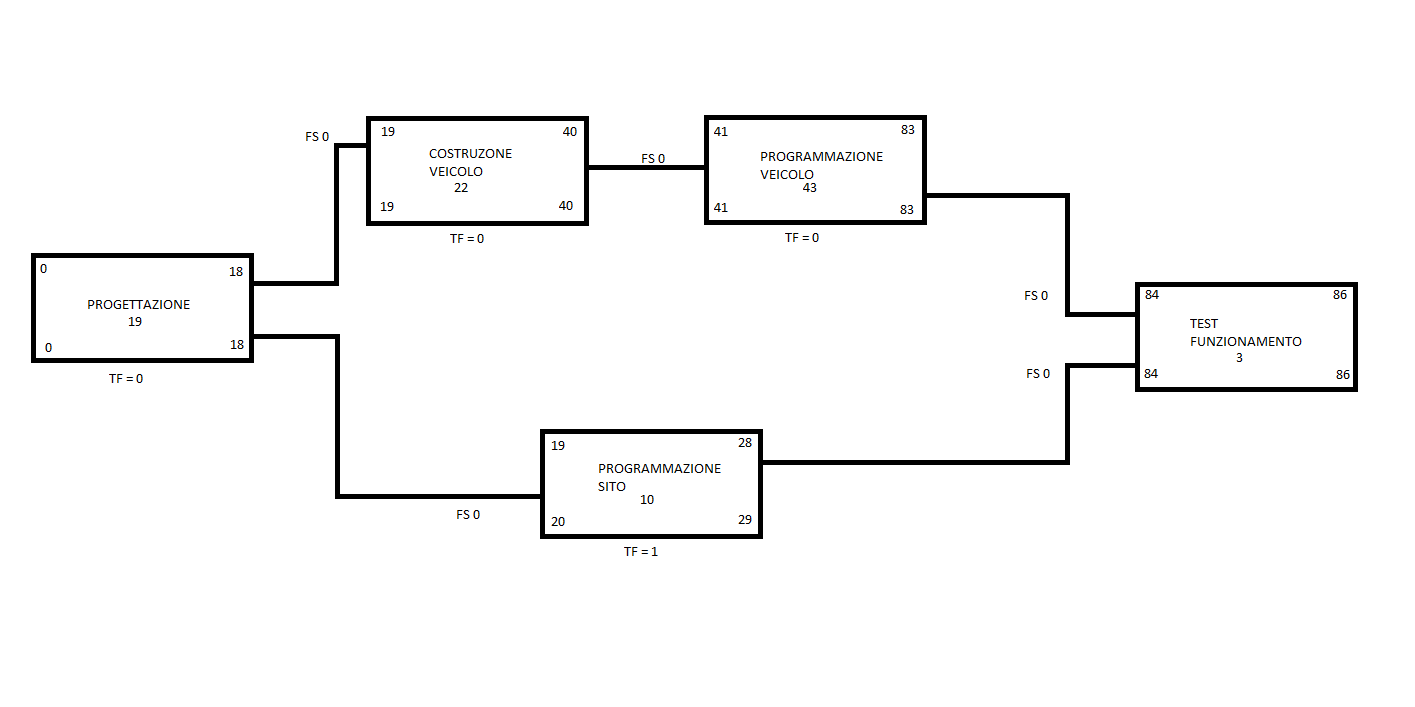 FS 0
19
40
COSTRUZONE
VEICOLO
22
19
40
TF = 0
FS 0
41
83
PROGRAMMAZIONE
VEICOLO
43
41
83
TF = 0
0
18
PROGETTAZIONE
19
0
18
TF = 0
FS 0
FS 0
84
86
TEST
FUNZIONAMENTO
3
84
86
19
28
PROGRAMMAZIONE
SITO
10
20
29
FS 0
TF = 1